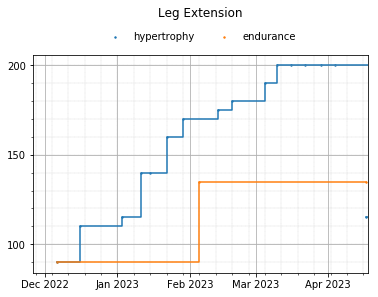 Leg Extension
hypertrophy endurance
200
150
100
Dec 2022 Jan 2023 Feb 2023 Mar 2023 Apr 2023